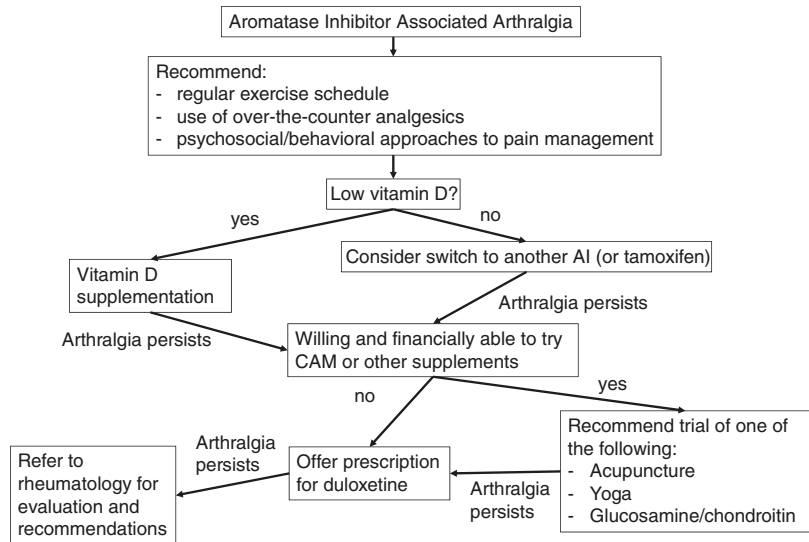 Aromatase Inhibitor Associated Arthralgia
Recommend:
- regular exercise schedule
- use of over-the-counter analgesics
- psychosocial/behavioral approaches to pain management
Low vitamin D?
yes
no
Vitamin D
supplementation
Consider switch to another AI (or tamoxifen)
Arthralgia persists
Arthralgia persists
Willing and financially able to try
CAM or other supplements
no
yes
Recommend trial of one of
the following:
- Acupuncture
- Yoga
- Glucosamine/chondroitin
Arthralgia
persists
Offer prescription
for duloxetine
Arthralgia
persists
Refer to
rheumatology for
evaluation and
recommendations